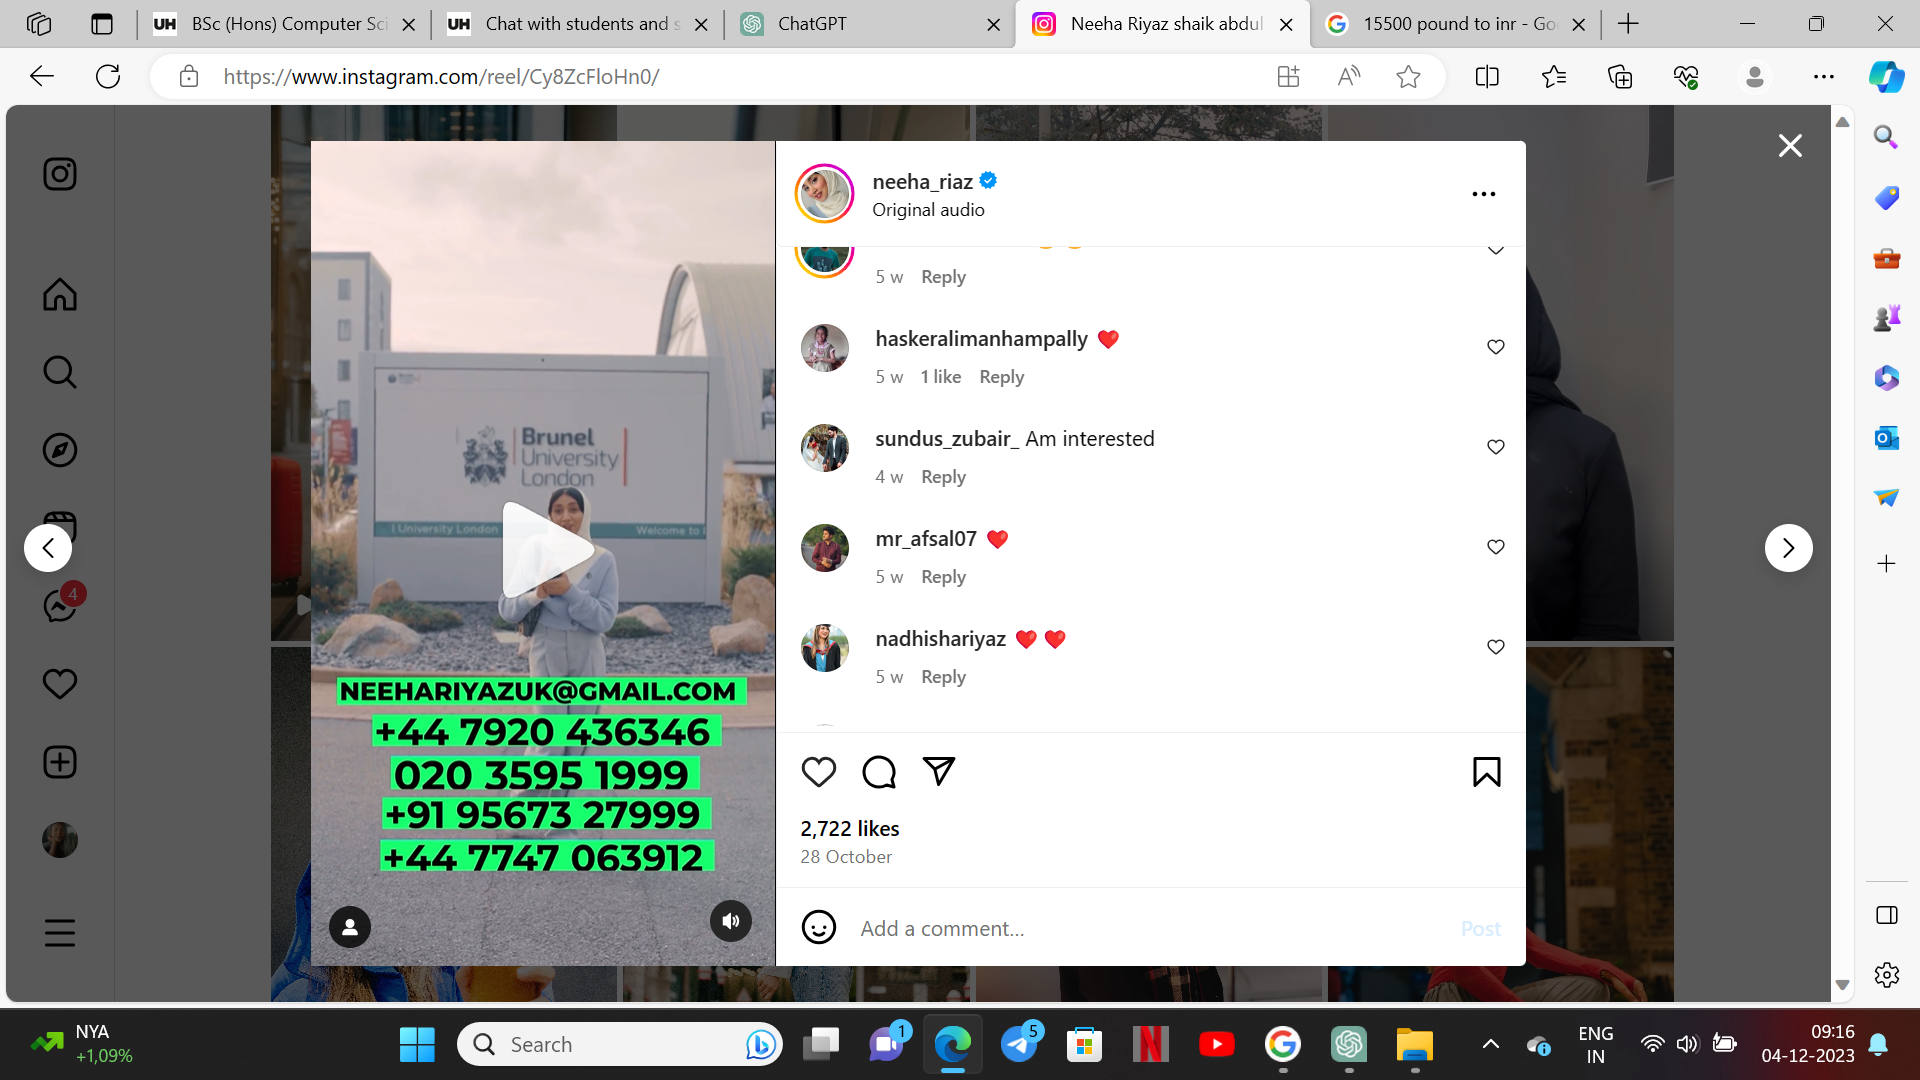 BSc (Hons) Computer Sci
Chat with students and s
ChatGPT
Neeha Riyaz shaik abdul
15500 pound to inr - Go
https://www.instagram.com/reel/Cy8ZcFloHn0/
neeha_riaz
Original audio
5 w Reply
haskeralimanhampally ❤️
5 w 1 like Reply
sundus_zubair_ Am interested
4 w Reply
mr_afsal07 ❤️
5 w Reply
nadhishariyaz ❤️ ❤️
5 w Reply
2,722 likes
28 October
Add a comment...
Post
4
Brunel
University
London
University London
Welcome to
NEEHARIYAZUK@GMAIL.COM
+44 7920 436346
020 3595 1999
+91 95673 27999
+44 7747 063912
NYA
+1,09%
Search
1
5
ENG
IN
09:16
04-12-2023